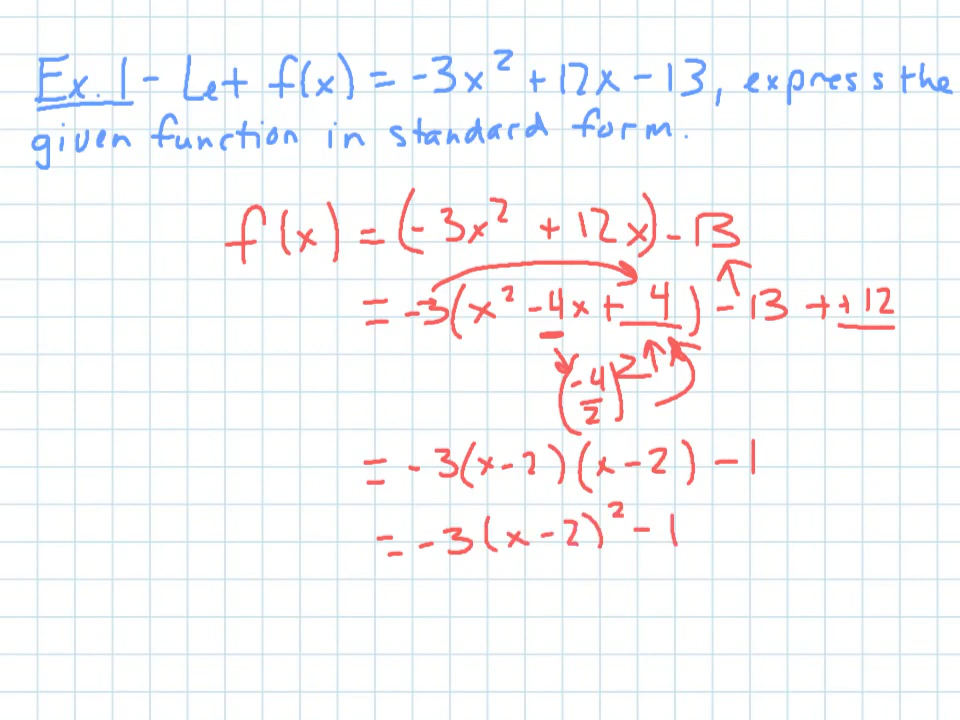 Ex. 1 - Let f(x) = -3x² + 12x - 13, express the
given function in standard form.
f(x) = (-3x² + 12x) - 13
= -3(x² - 4x + 4) - 13 + +12
(-4/2)²
= -3(x-2)(x-2) - 1
= -3(x-2)² - 1